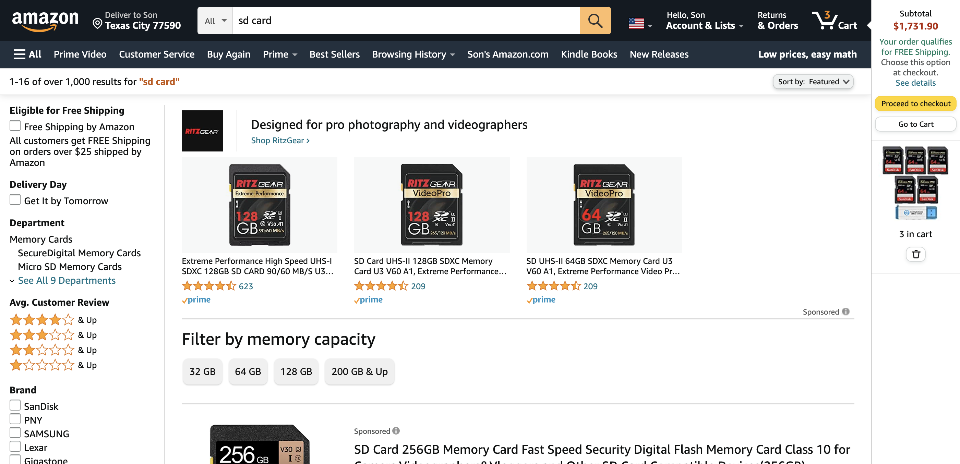 amazon
Deliver to Son
Texas City 77590
All
sd card
Hello, Son
Account & Lists
Returns
& Orders
3
Cart
All
Prime Video
Customer Service
Buy Again
Prime
Best Sellers
Browsing History
Son's Amazon.com
Kindle Books
New Releases
Low prices, easy math
Subtotal
$1,731.90
Your order qualifies
for FREE Shipping.
Choose this option
at checkout.
See details
Proceed to checkout
Go to Cart
3 in cart
1-16 of over 1,000 results for "sd card"
Sort by: Featured
Eligible for Free Shipping
Free Shipping by Amazon
All customers get FREE Shipping
on orders over $25 shipped by
Amazon
Delivery Day
Get It by Tomorrow
Department
Memory Cards
SecureDigital Memory Cards
Micro SD Memory Cards
See All 9 Departments
Avg. Customer Review
& Up
& Up
& Up
& Up
Brand
SanDisk
PNY
SAMSUNG
Lexar
Gigastone
RITZGEAR
Designed for pro photography and videographers
Shop RitzGear
RITZ GEAR
Extreme Performance
128
GB
Extreme Performance High Speed UHS-I
SDXC 128GB SD CARD 90/60 MB/S U3...
623
prime
RITZ GEAR
VideoPro
128
GB
SD Card UHS-II 128GB SDXC Memory
Card U3 V60 A1, Extreme Performance...
209
prime
RITZ GEAR
VideoPro
64
GB
SD UHS-II 64GB SDXC Memory Card U3
V60 A1, Extreme Performance Video Pr...
209
prime
Sponsored
Filter by memory capacity
32 GB
64 GB
128 GB
200 GB & Up
256
V30
Sponsored
SD Card 256GB Memory Card Fast Speed Security Digital Flash Memory Card Class 10 for